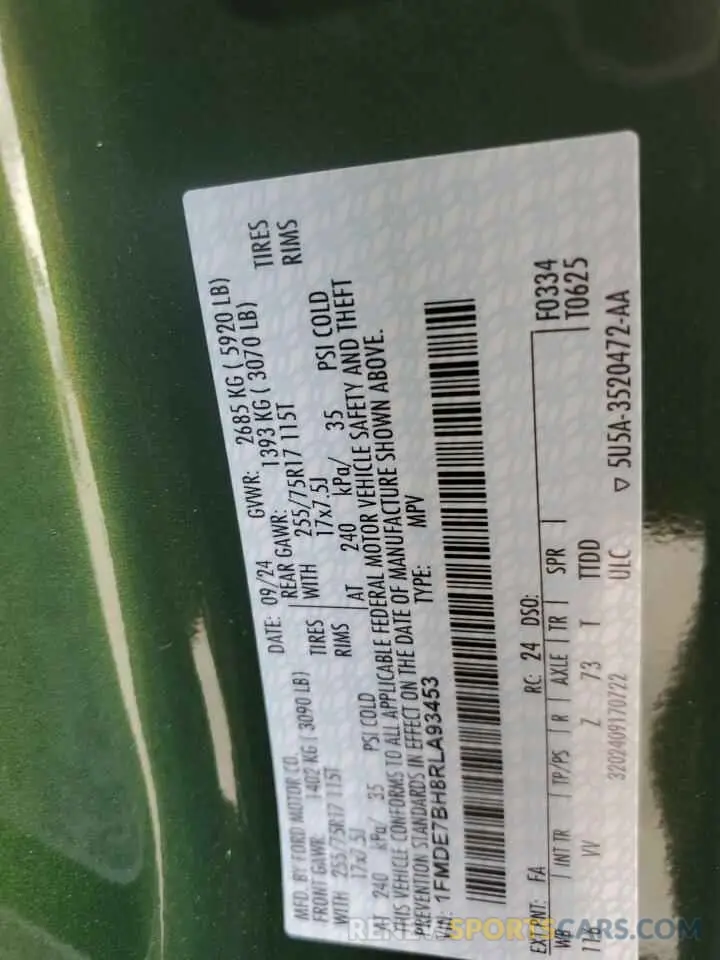 MFD. BY FORD MOTOR CO.
DATE: 09/24 GVWR: 2685 KG ( 5920 LB)
FRONT GAWR: 1402 KG ( 3090 LB) REAR GAWR: 1393 KG ( 3070 LB)
WITH 255/75R17 115T TIRES WITH 255/75R17 115T TIRES
17x7.5J RIMS 17x7.5J RIMS
AT 240 kPa/ 35 PSI COLD AT 240 kPa/ 35 PSI COLD
THIS VEHICLE CONFORMS TO ALL APPLICABLE FEDERAL MOTOR VEHICLE SAFETY AND THEFT
PREVENTION STANDARDS IN EFFECT ON THE DATE OF MANUFACTURE SHOWN ABOVE.
VIN: 1FMDE7BH8RLA93453 TYPE: MPV
F0334
T0625
EXT PNT: FA RC: 24 DSO:
WB INT TR TP/PS R AXLE TR SPR
116 VV Z 73 T TTDD
3202409170722 ULC ▽ 5U5A-3520472-AA
RENEWSPORTSCARS.COM